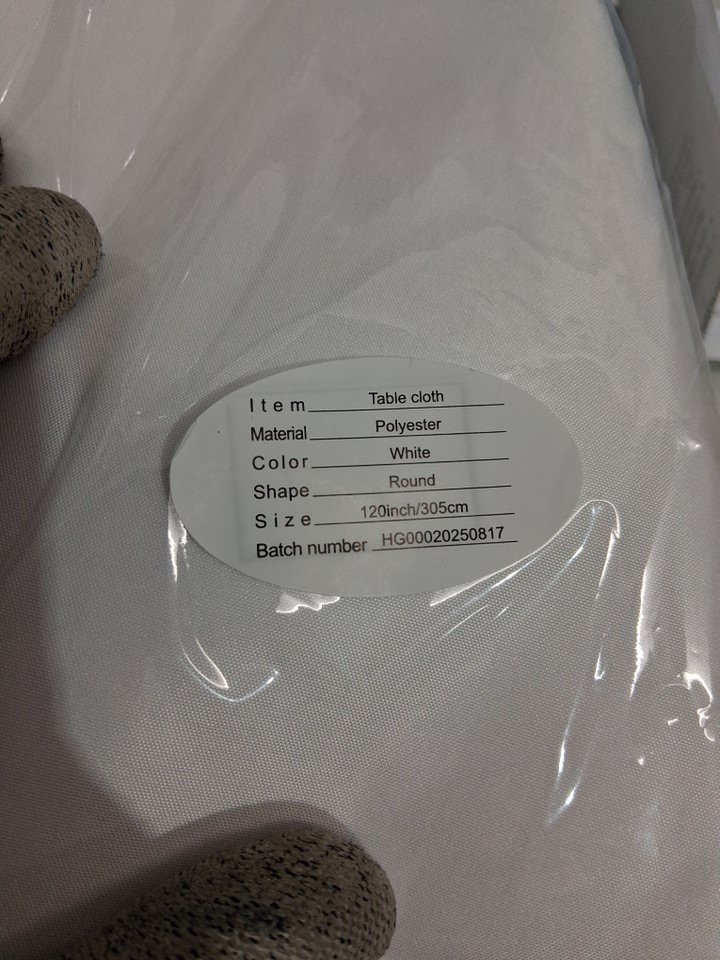 Item Table cloth
Material Polyester
Color White
Shape Round
Size 120inch/305cm
Batch number HG00020250817